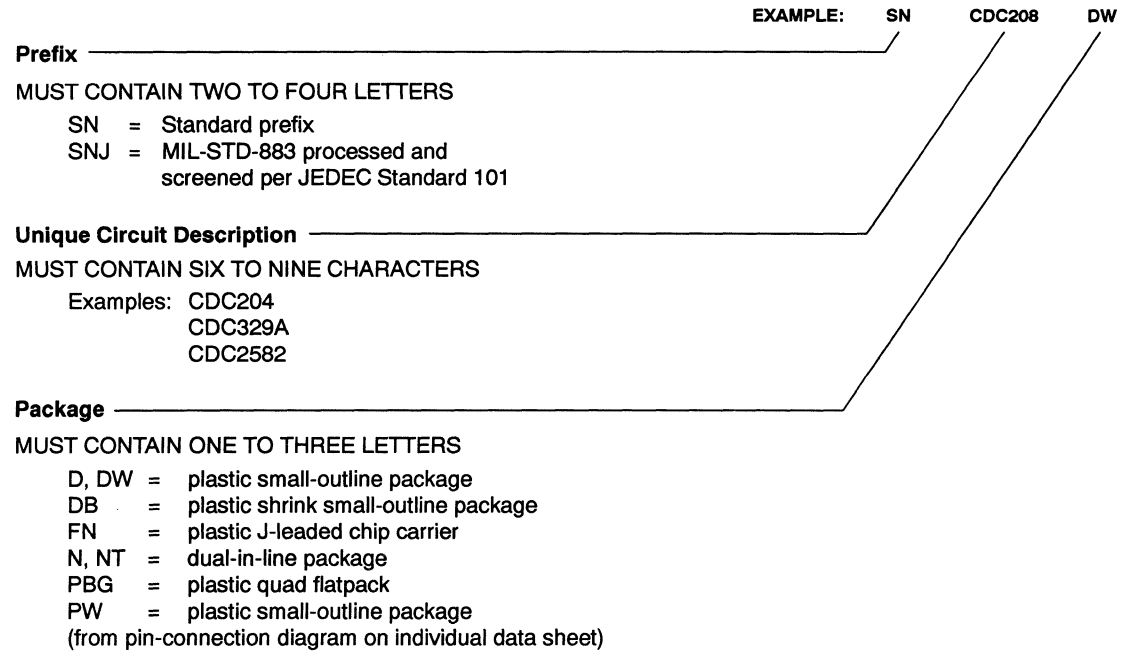 EXAMPLE: SN CDC208 DW
Prefix
MUST CONTAIN TWO TO FOUR LETTERS
SN = Standard prefix
SNJ = MIL-STD-883 processed and
screened per JEDEC Standard 101
Unique Circuit Description
MUST CONTAIN SIX TO NINE CHARACTERS
Examples: CDC204
CDC329A
CDC2582
Package
MUST CONTAIN ONE TO THREE LETTERS
D, DW = plastic small-outline package
DB = plastic shrink small-outline package
FN = plastic J-leaded chip carrier
N, NT = dual-in-line package
PBG = plastic quad flatpack
PW = plastic small-outline package
(from pin-connection diagram on individual data sheet)